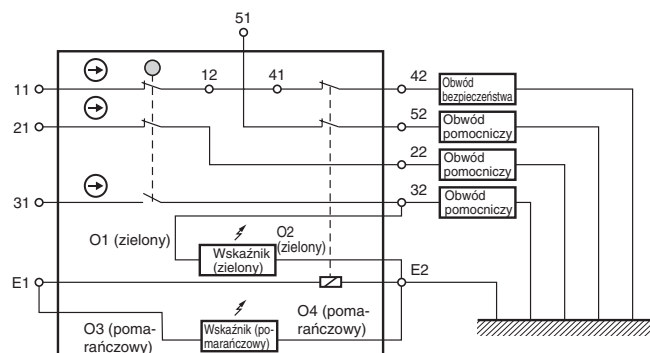 51
11
12
41
42
Obwód
bezpieczeństwa
21
52
Obwód
pomocniczy
22
Obwód
pomocniczy
31
32
Obwód
pomocniczy
O1 (zielony)
O2
(zielony)
Wskaźnik
(zielony)
E1
E2
O3 (poma-
rańczowy)
Wskaźnik (po-
marańczowy)
O4 (poma-
rańczowy)